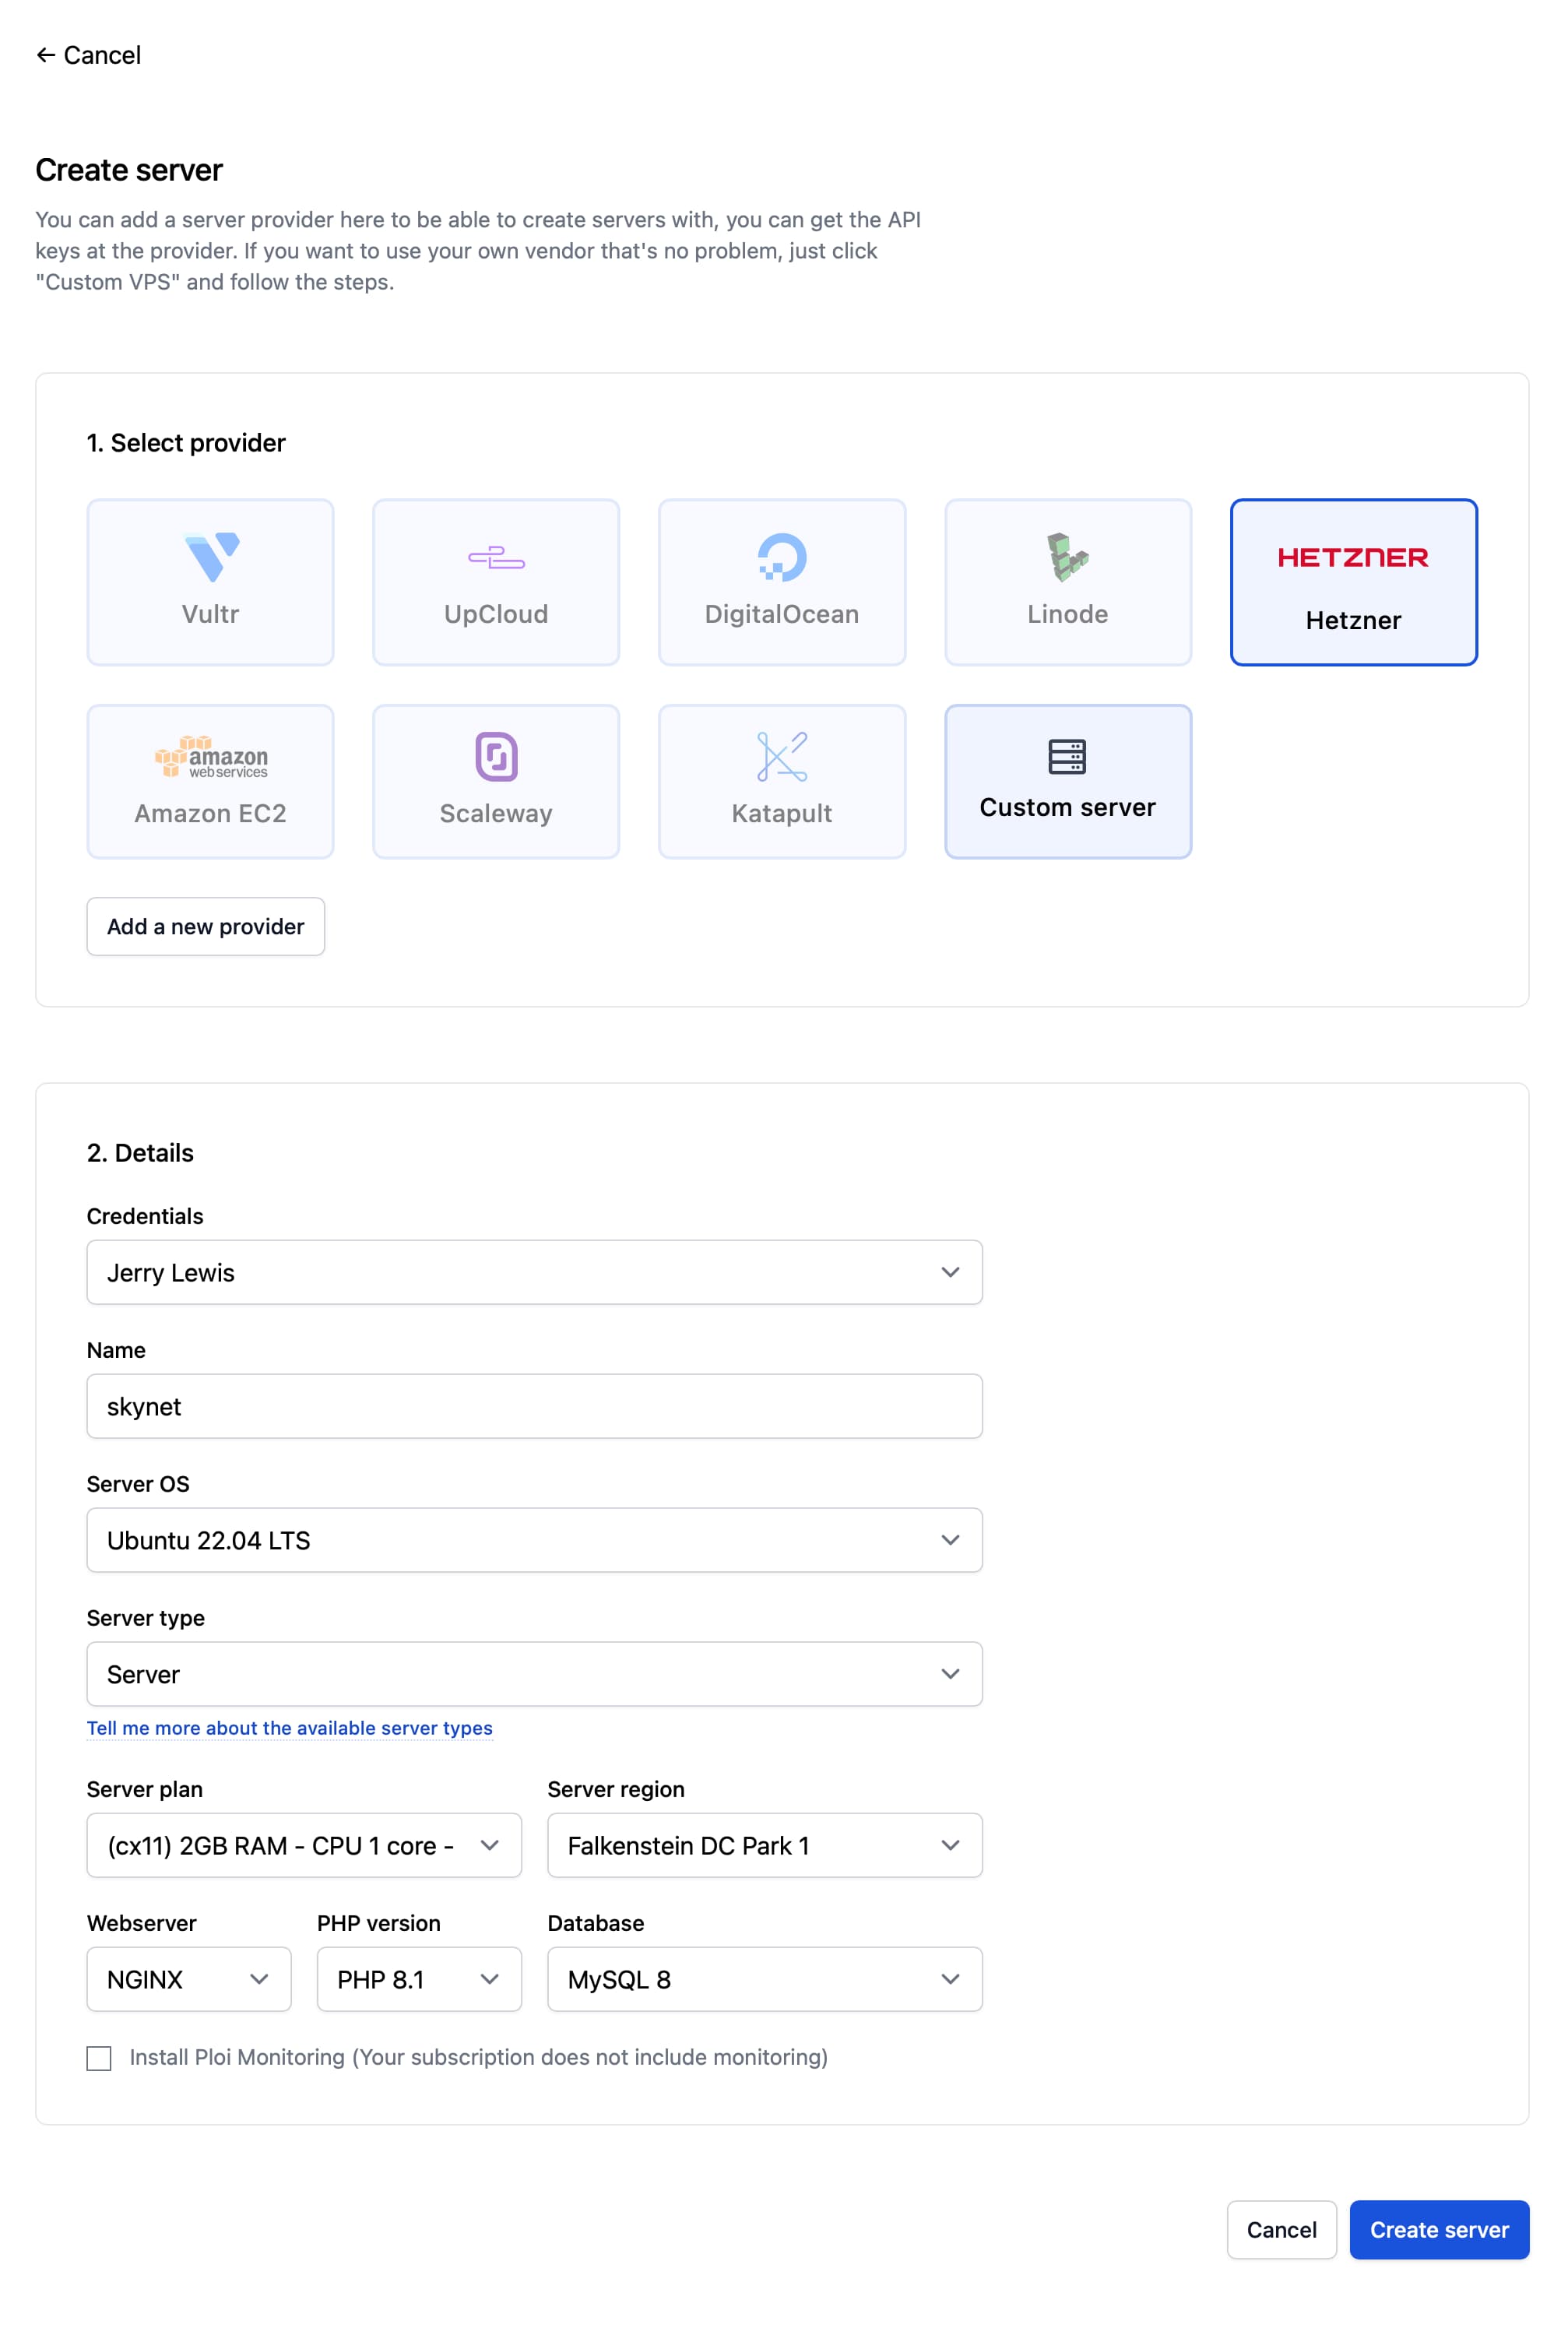 ← Cancel
Create server
You can add a server provider here to be able to create servers with, you can get the API
keys at the provider. If you want to use your own vendor that's no problem, just click
"Custom VPS" and follow the steps.
1. Select provider
Vultr
UpCloud
DigitalOcean
Linode
HETZNER
Hetzner
amazon
webservices
Amazon EC2
Scaleway
Katapult
Custom server
Add a new provider
2. Details
Credentials
Jerry Lewis
Name
skynet
Server OS
Ubuntu 22.04 LTS
Server type
Server
Tell me more about the available server types
Server plan
Server region
(cx11) 2GB RAM - CPU 1 core -
Falkenstein DC Park 1
Webserver
PHP version
Database
NGINX
PHP 8.1
MySQL 8
Install Ploi Monitoring (Your subscription does not include monitoring)
Cancel
Create server